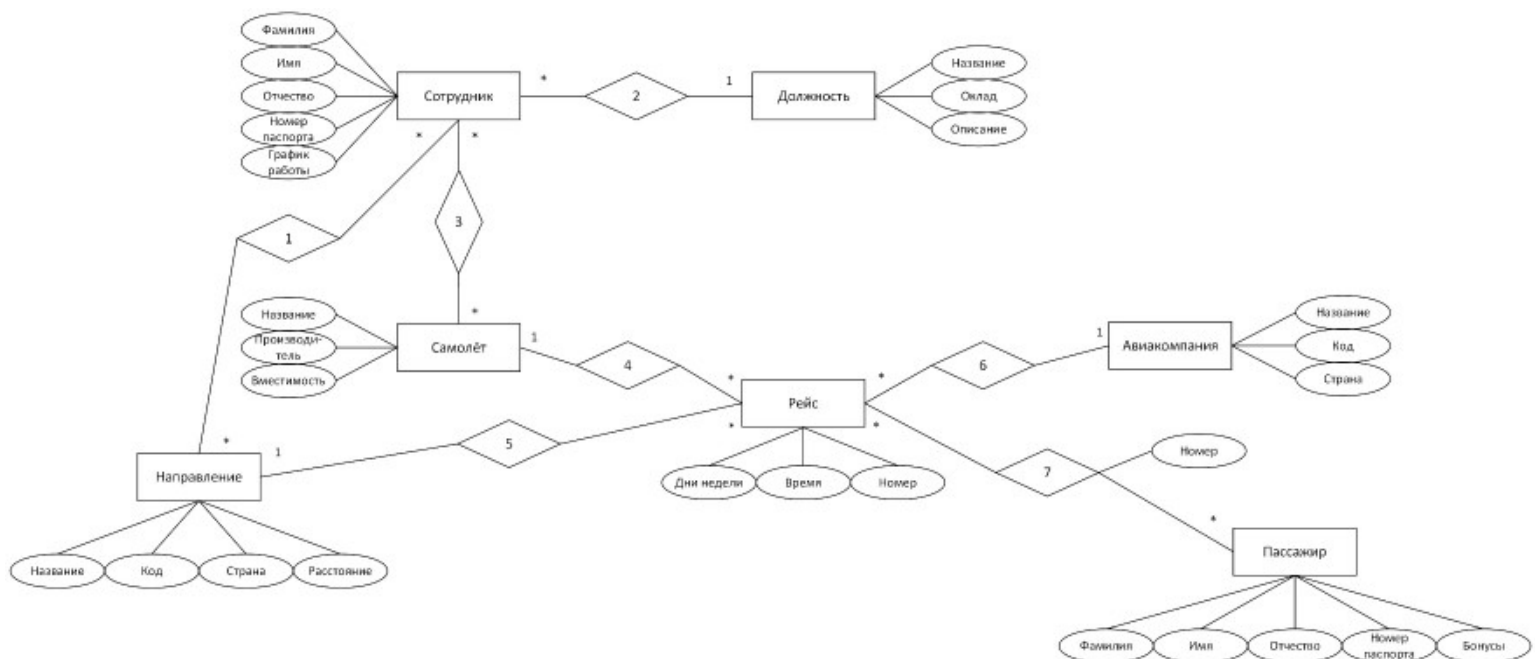 Фамилия
Имя
Отчество
Номер
паспорта
График
работы
Сотрудник
*
2
1
Должность
Название
Оклад
Описание
*
*
1
3
*
Название
Производи-
тель
Вместимость
Самолёт
1
4
*
Рейс
*
6
1
Авиакомпания
Название
Код
Страна
*
1
5
*
*
Направление
Дни недели
Время
Номер
7
Номер
*
Название
Код
Страна
Расстояние
Пассажир
Фамилия
Имя
Отчество
Номер
паспорта
Бонусы